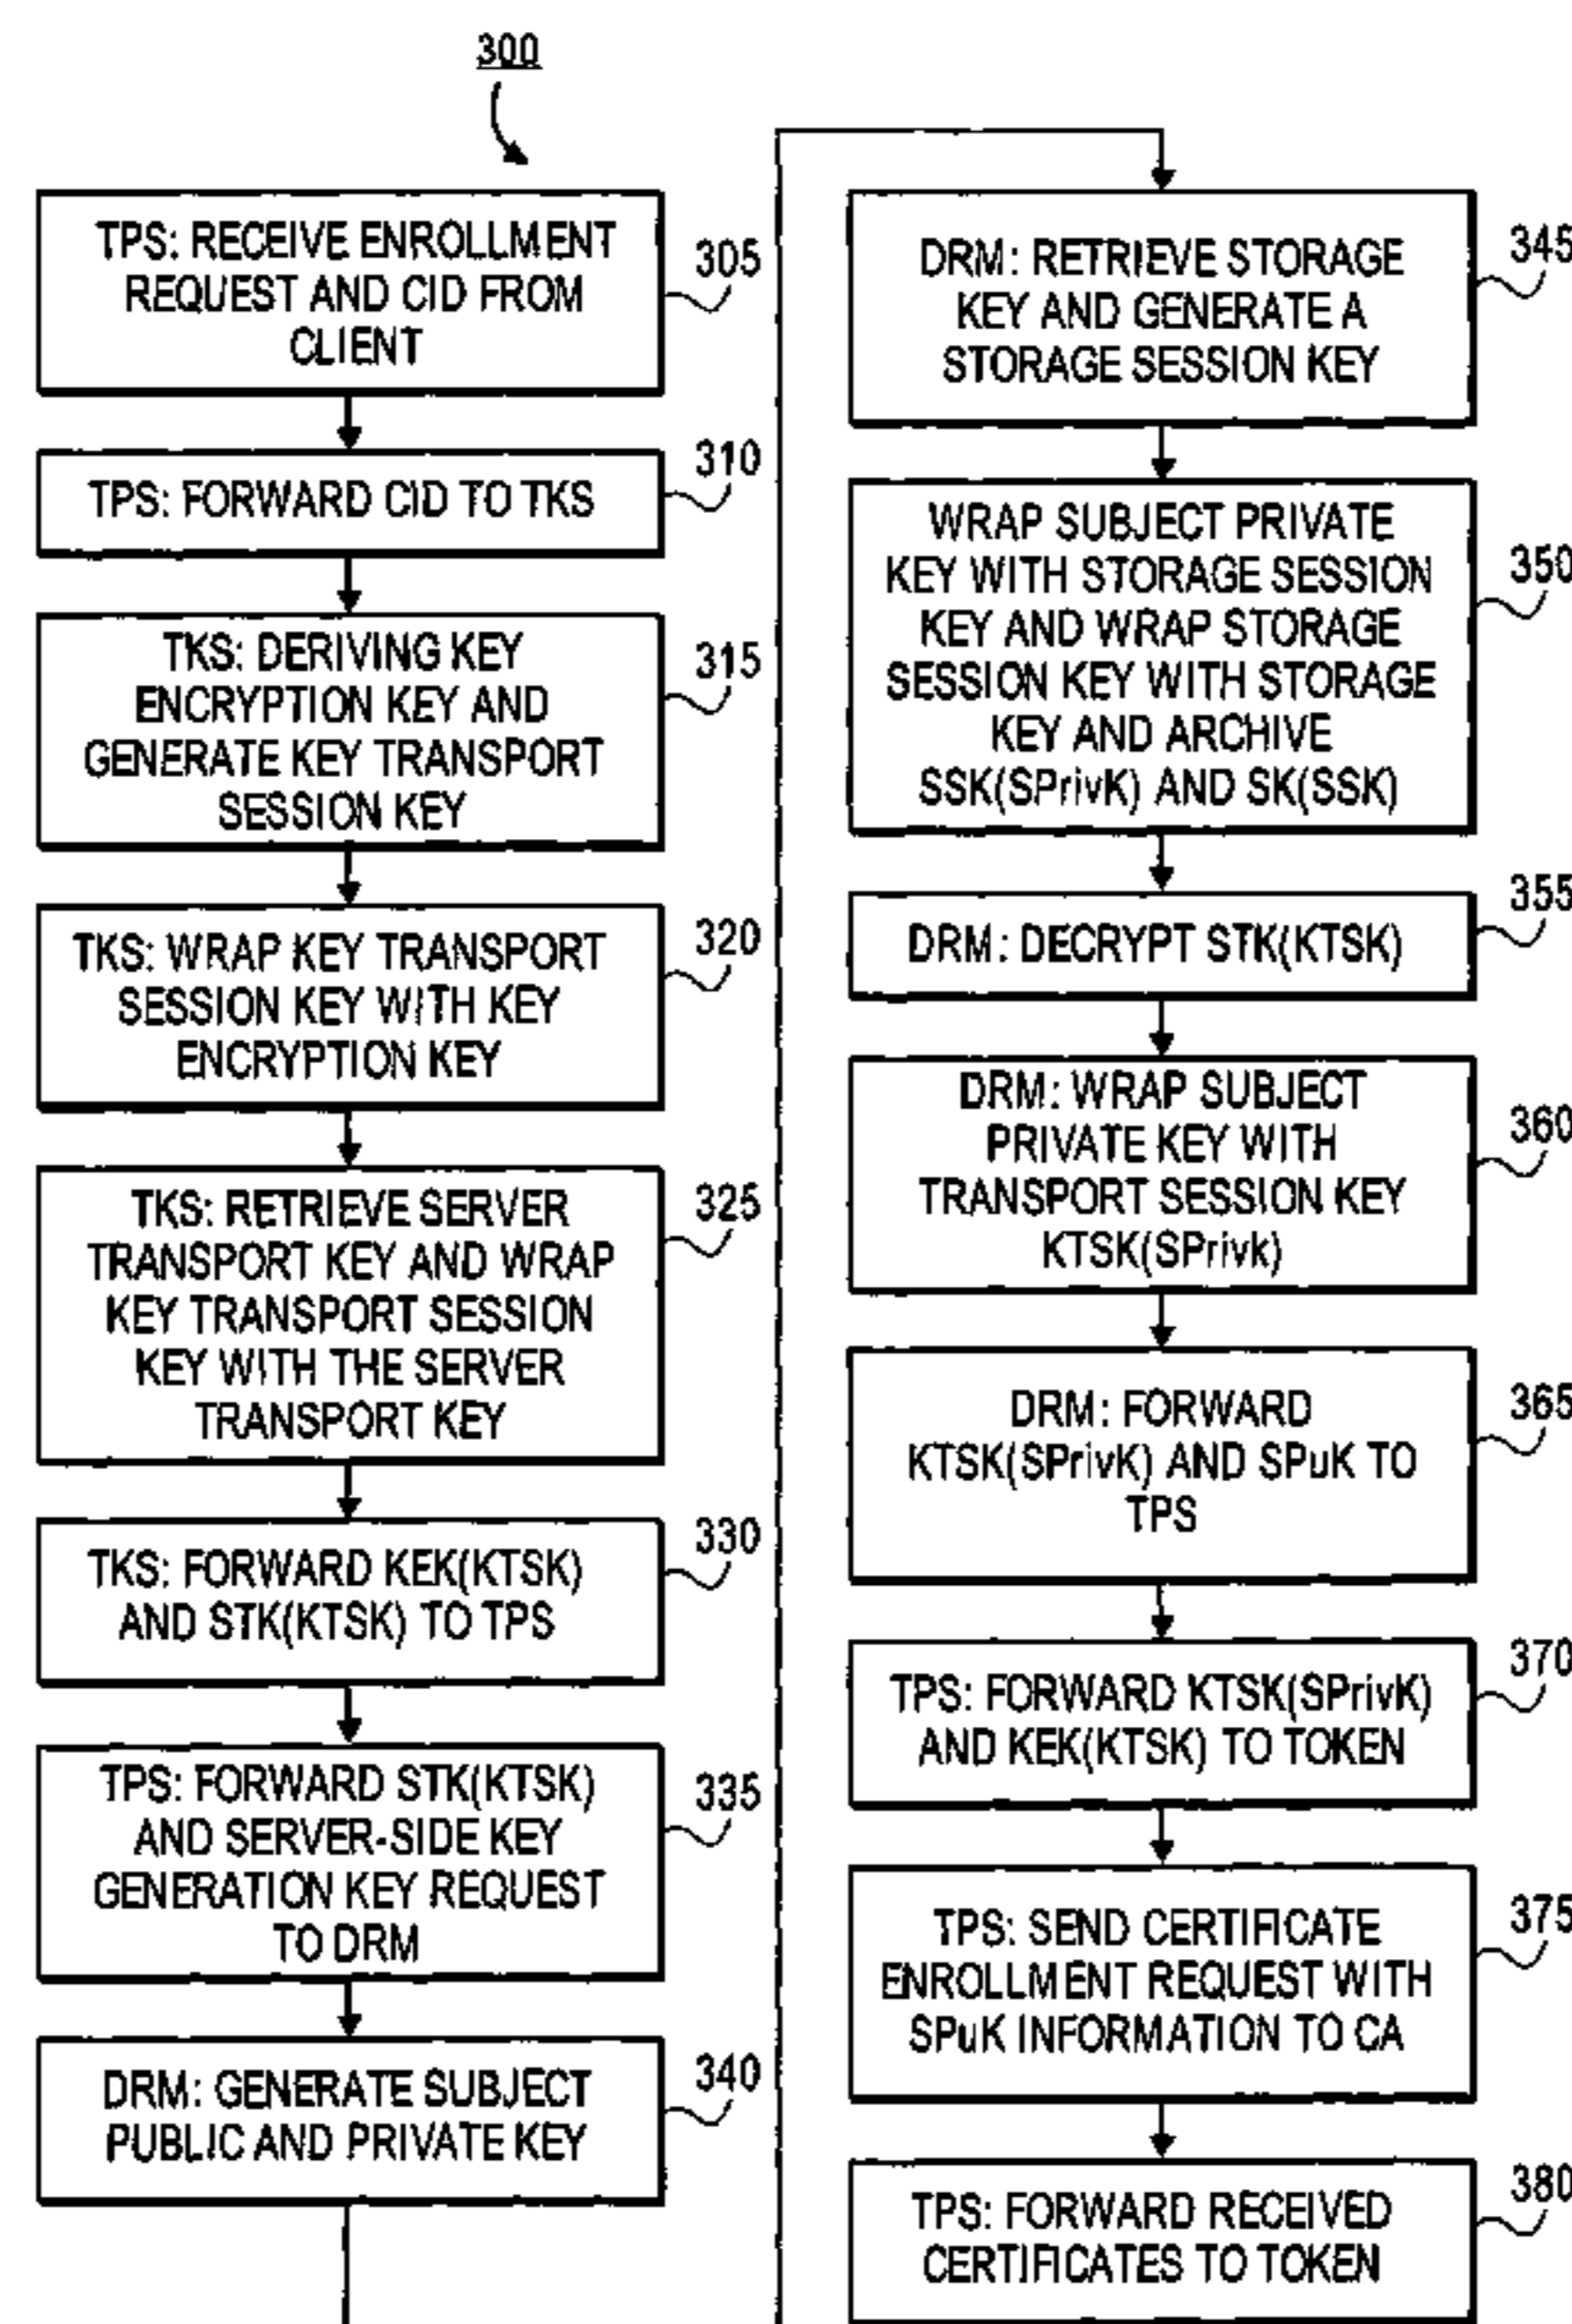 300
TPS: RECEIVE ENROLLMENT
REQUEST AND CID FROM
CLIENT
305
TPS: FORWARD CID TO TKS
310
TKS: DERIVING KEY
ENCRYPTION KEY AND
GENERATE KEY TRANSPORT
SESSION KEY
315
TKS: WRAP KEY TRANSPORT
SESSION KEY WITH KEY
ENCRYPTION KEY
320
TKS: RETRIEVE SERVER
TRANSPORT KEY AND WRAP
KEY TRANSPORT SESSION
KEY WITH THE SERVER
TRANSPORT KEY
325
TKS: FORWARD KEK(KTSK)
AND STK(KTSK) TO TPS
330
TPS: FORWARD STK(KTSK)
AND SERVER-SIDE KEY
GENERATION KEY REQUEST
TO DRM
335
DRM: GENERATE SUBJECT
PUBLIC AND PRIVATE KEY
340
DRM: RETRIEVE STORAGE
KEY AND GENERATE A
STORAGE SESSION KEY
345
WRAP SUBJECT PRIVATE
KEY WITH STORAGE SESSION
KEY AND WRAP STORAGE
SESSION KEY WITH STORAGE
KEY AND ARCHIVE
SSK(SPrivK) AND SK(SSK)
350
DRM: DECRYPT STK(KTSK)
355
DRM: WRAP SUBJECT
PRIVATE KEY WITH
TRANSPORT SESSION KEY
KTSK(SPrivk)
360
DRM: FORWARD
KTSK(SPrivK) AND SPuK TO
TPS
365
TPS: FORWARD KTSK(SPrivK)
AND KEK(KTSK) TO TOKEN
370
TPS: SEND CERTIFICATE
ENROLLMENT REQUEST WITH
SPuK INFORMATION TO CA
375
TPS: FORWARD RECEIVED
CERTIFICATES TO TOKEN
380